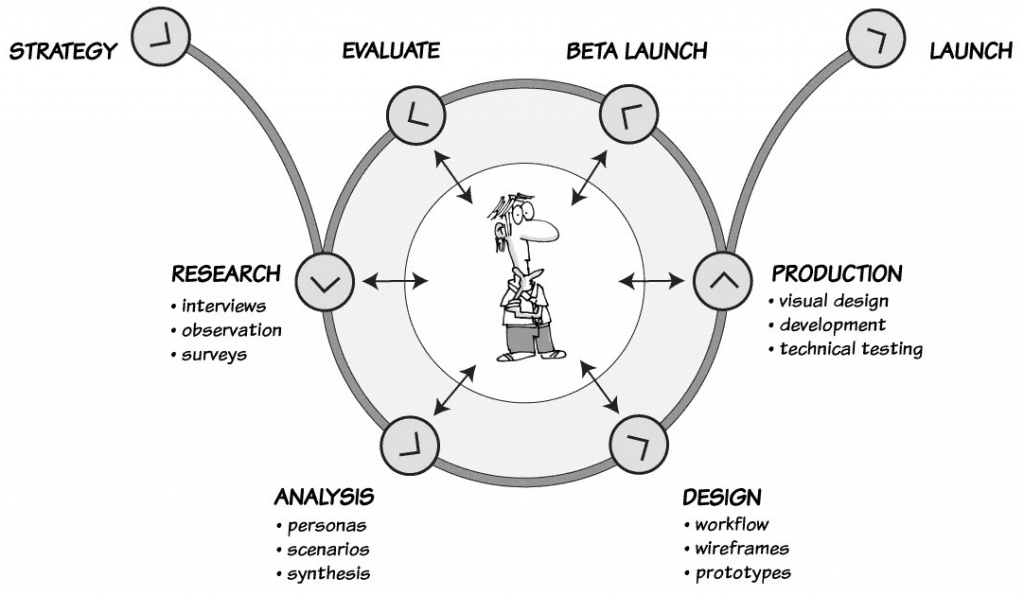 STRATEGY
EVALUATE
BETA LAUNCH
LAUNCH
RESEARCH
• interviews
• observation
• surveys
PRODUCTION
• visual design
• development
• technical testing
ANALYSIS
• personas
• scenarios
• synthesis
DESIGN
• workflow
• wireframes
• prototypes